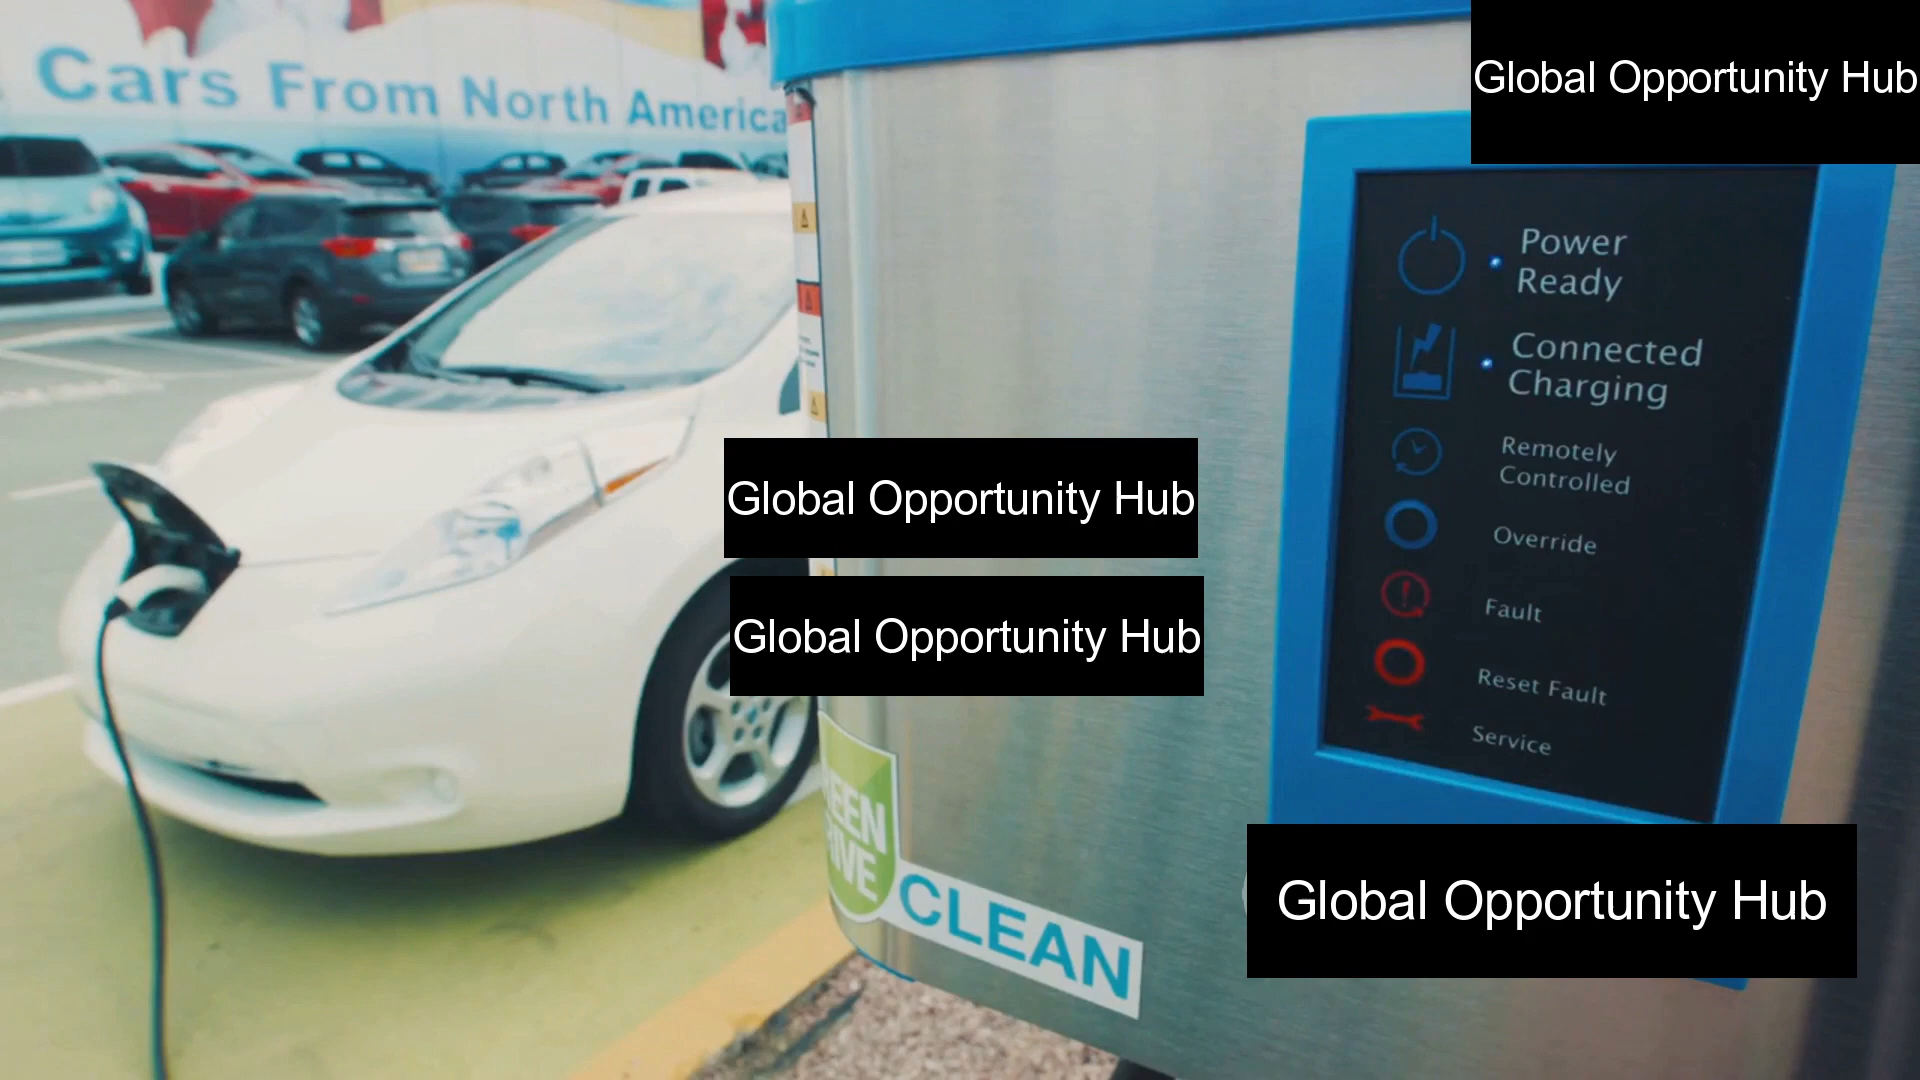 Cars From North America
Global Opportunity Hub
Power
Ready
Connected
Charging
Remotely
Controlled
Override
Fault
Reset Fault
Service
Global Opportunity Hub
Global Opportunity Hub
CLEAN
Global Opportunity Hub